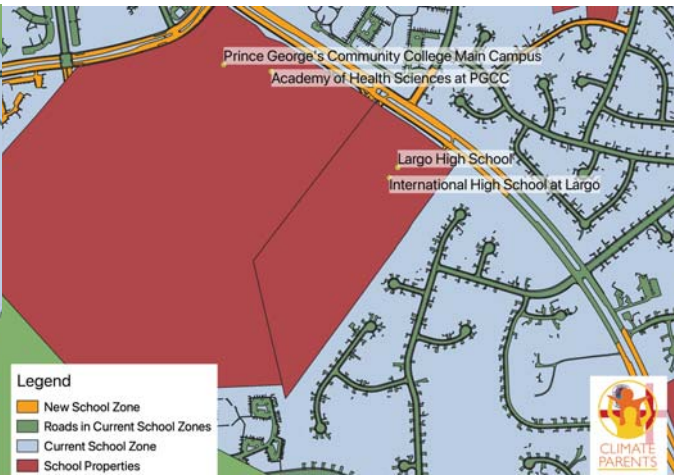 Prince George's Community College Main Campus
Academy of Health Sciences at PGCC
Largo High School
International High School at Largo
Legend
New School Zone
Roads in Current School Zones
Current School Zone
School Properties
CLIMATE
PARENTS